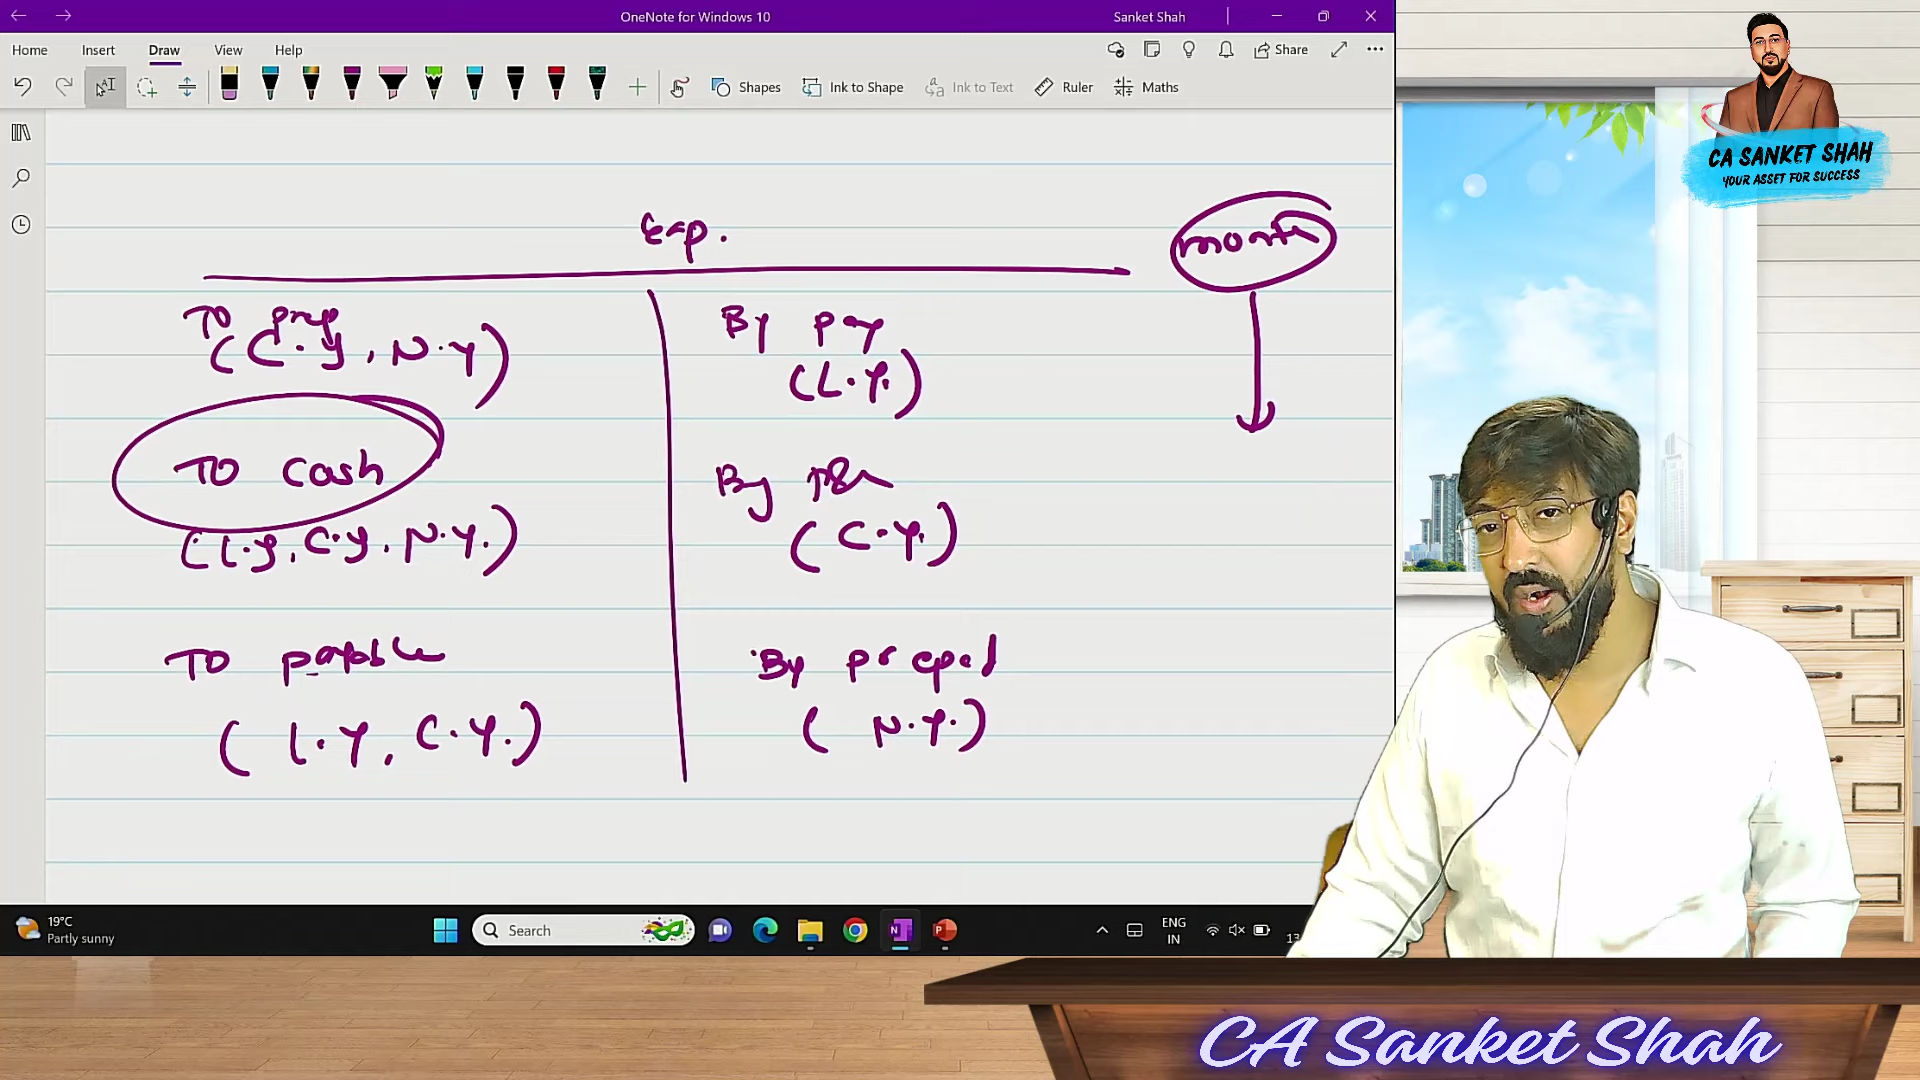 OneNote for Windows 10
Sanket Shah
Home Insert Draw View Help
Share
Shapes Ink to Shape Ink to Text Ruler Maths
CA SANKET SHAH
YOUR ASSET FOR SUCCESS
Exp.
month
To prep
(C.Y, N.Y)
To cash
(L.Y, C.Y, N.Y.)
To payable
(L.Y, C.Y.)
By pay
(L.Y.)
By P&L
(C.Y.)
By preped
(N.Y.)
19°C
Partly sunny
Search
ENG
IN
CA Sanket Shah